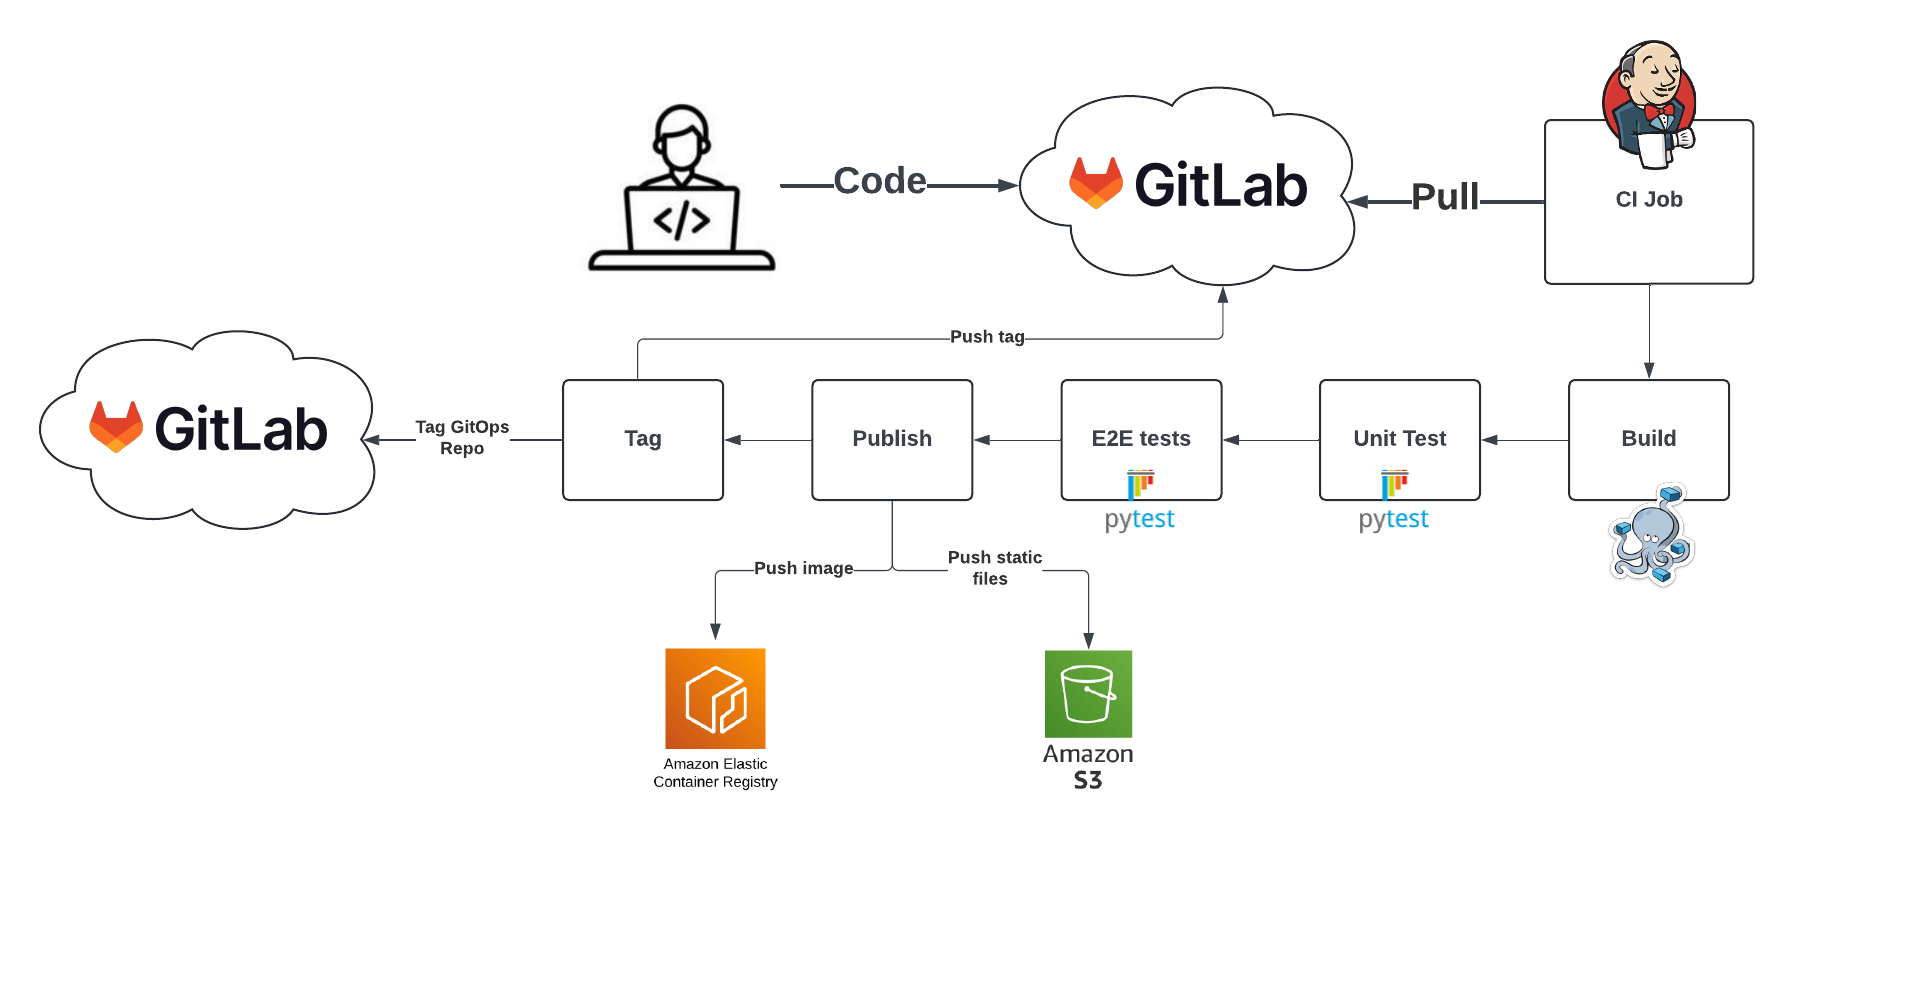 Code
GitLab
Pull
CI Job
Push tag
GitLab
Tag GitOps
Repo
Tag
Publish
E2E tests
pytest
Unit Test
pytest
Build
Push image
Push static
files
Amazon Elastic
Container Registry
Amazon
S3